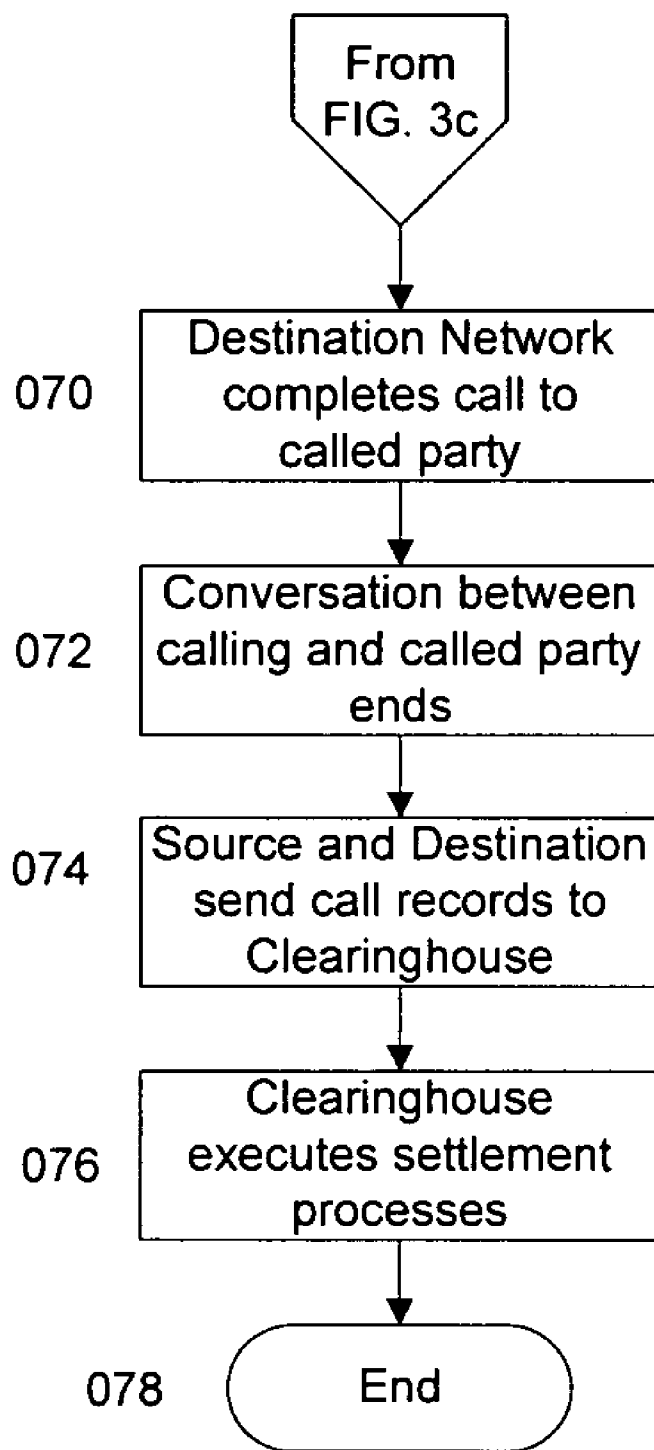 From
FIG. 3c
070
Destination Network
completes call to
called party
072
Conversation between
calling and called party
ends
074
Source and Destination
send call records to
Clearinghouse
076
Clearinghouse
executes settlement
processes
078
End